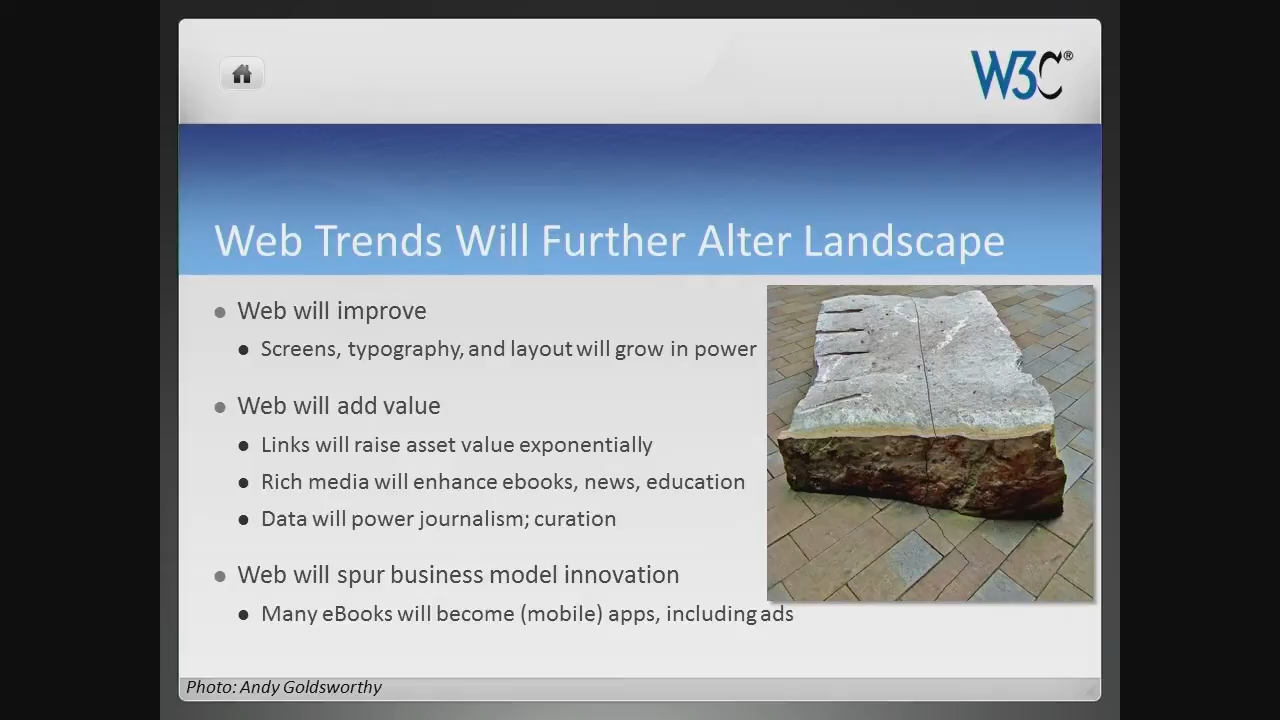 W3C®
Web Trends Will Further Alter Landscape
Web will improve
Screens, typography, and layout will grow in power
Web will add value
Links will raise asset value exponentially
Rich media will enhance ebooks, news, education
Data will power journalism; curation
Web will spur business model innovation
Many eBooks will become (mobile) apps, including ads
Photo: Andy Goldsworthy